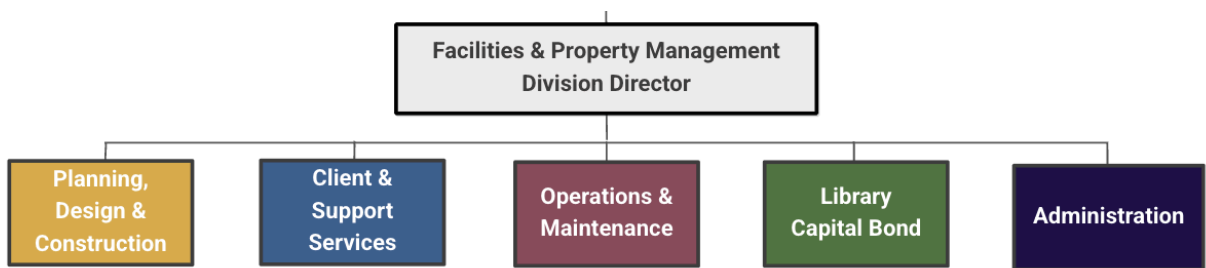 Facilities & Property Management
Division Director
Planning,
Design &
Construction
Client &
Support
Services
Operations &
Maintenance
Library
Capital Bond
Administration